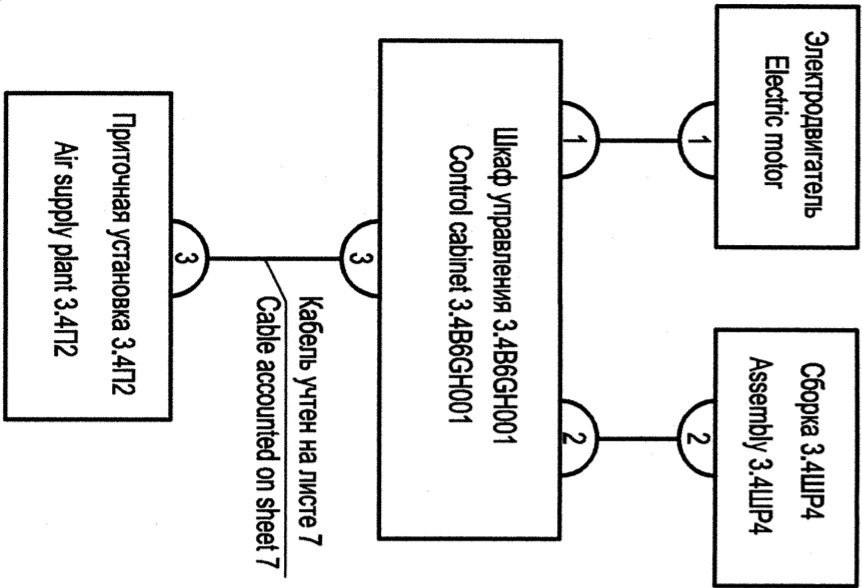 Электродвигатель
Electric motor
Сборка 3.4ШР4
Assembly 3.4ШР4
1
2
1
2
Шкаф управления 3.4B6GH001
Control cabinet 3.4B6GH001
3
Кабель учтен на листе 7
Cable accounted on sheet 7
3
Приточная установка 3.4П2
Air supply plant 3.4П2